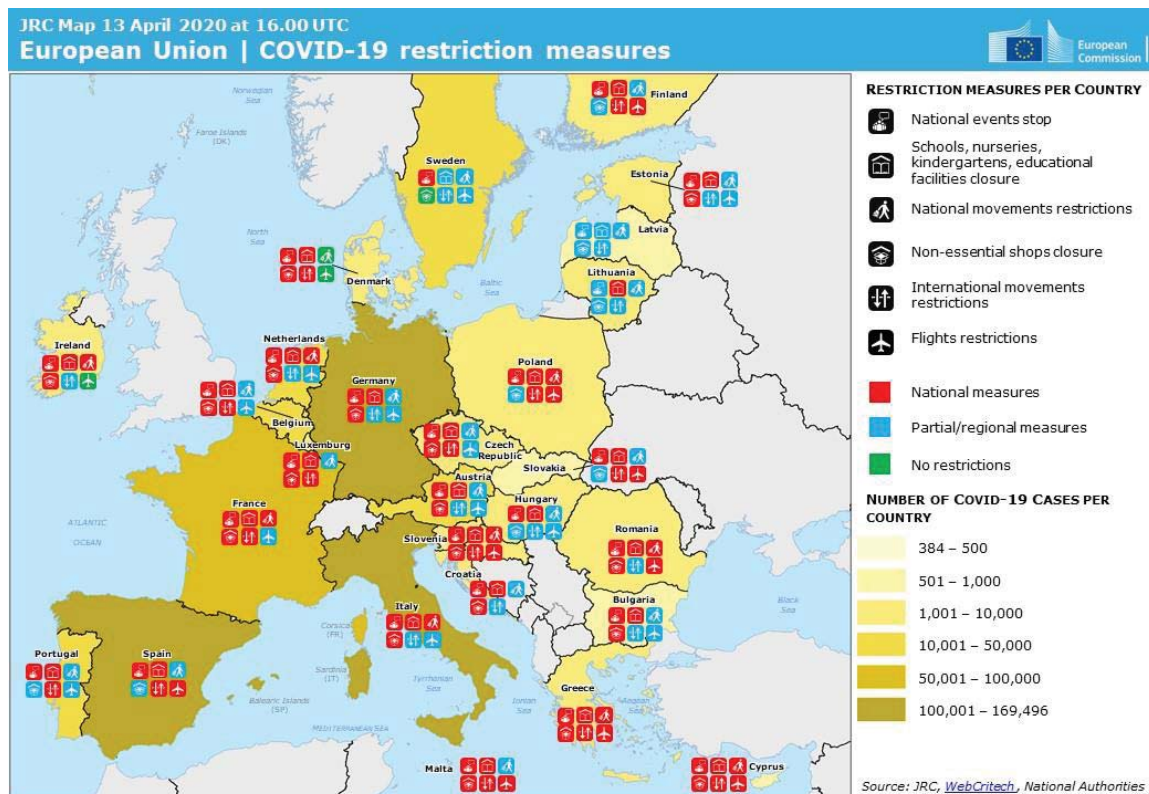 JRC Map 13 April 2020 at 16.00 UTC
European Union | COVID-19 restriction measures
European
Commission
Norwegian
Sea
Faroe Islands
(DK)
Finland
Sweden
Estonia
North
Sea
Latvia
Denmark
Baltic
Sea
Lithuania
Ireland
Netherlands
Germany
Poland
Belgium
Luxemburg
Czech
Republic
Slovakia
France
Austria
Hungary
ATLANTIC
OCEAN
Slovenia
Romania
Croatia
Black
Sea
Bulgaria
Corsica
(FR)
Italy
Portugal
Spain
Sardinia
(IT)
Tyrrhenian
Sea
Balearic Islands
(SP)
Ionian
Sea
Greece
Aegean
Sea
MEDITERRANEAN SEA
Malta
Cyprus
RESTRICTION MEASURES PER COUNTRY
National events stop
Schools, nurseries,
kindergartens, educational
facilities closure
National movements restrictions
Non-essential shops closure
International movements
restrictions
Flights restrictions
National measures
Partial/regional measures
No restrictions
NUMBER OF COVID-19 CASES PER
COUNTRY
384 – 500
501 – 1,000
1,001 – 10,000
10,001 – 50,000
50,001 – 100,000
100,001 – 169,496
Source: JRC, WebCritech, National Authorities